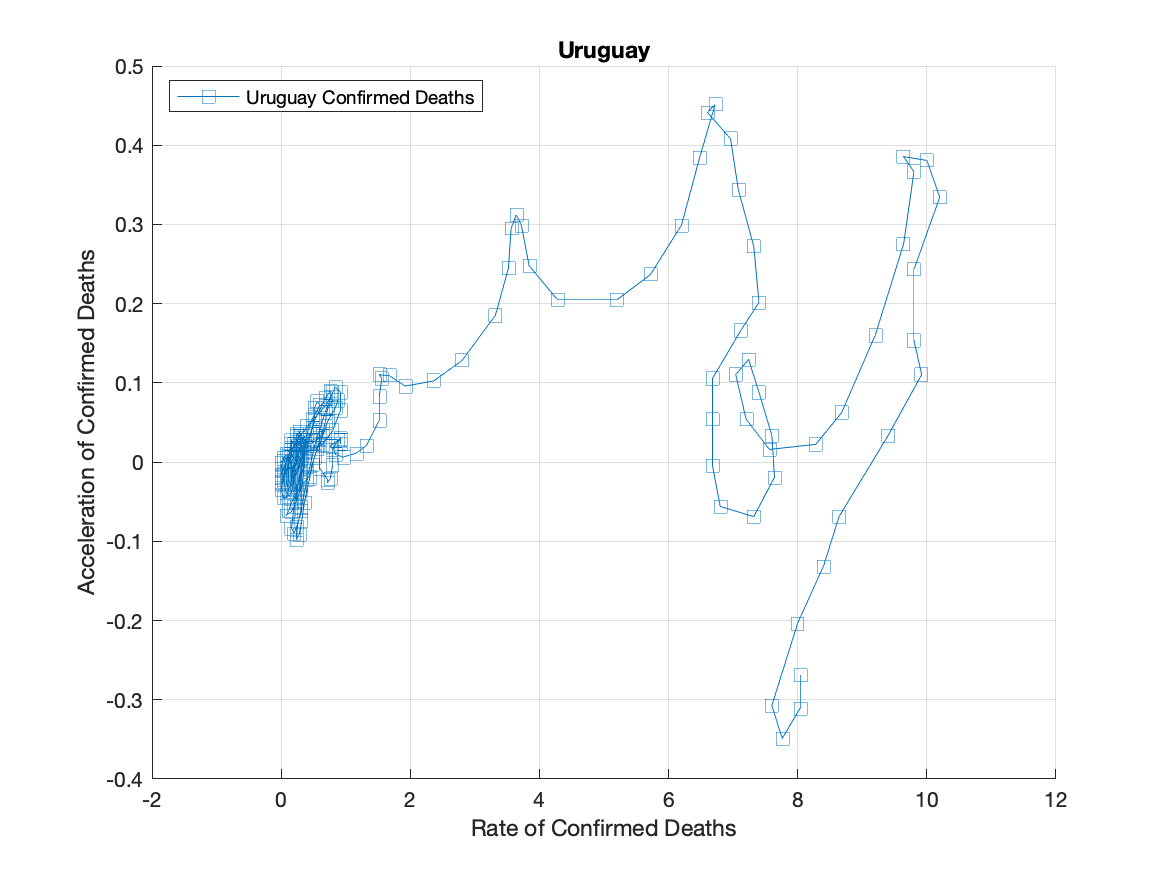 Uruguay
Uruguay Confirmed Deaths
0.5
0.4
0.3
0.2
0.1
0
-0.1
-0.2
-0.3
-0.4
Acceleration of Confirmed Deaths
-2 0 2 4 6 8 10 12
Rate of Confirmed Deaths